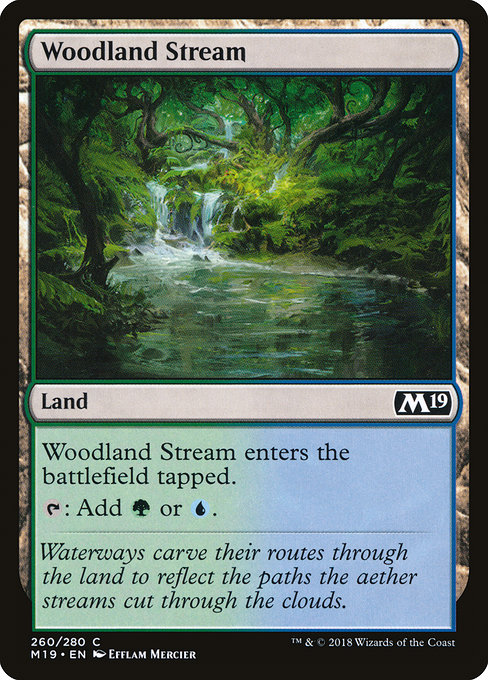 Woodland Stream
Land
M19
Woodland Stream enters the
battlefield tapped.
: Add or .
Waterways carve their routes through
the land to reflect the paths the aether
streams cut through the clouds.
260/280 C
M19 • EN Efflam Mercier
™ & © 2018 Wizards of the Coast